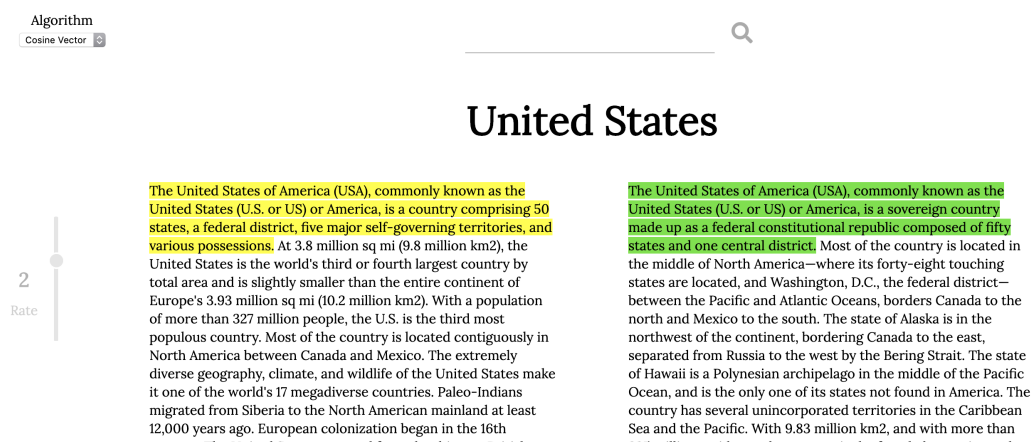 Algorithm
Cosine Vector
United States
2
Rate
The United States of America (USA), commonly known as the
United States (U.S. or US) or America, is a country comprising 50
states, a federal district, five major self-governing territories, and
various possessions. At 3.8 million sq mi (9.8 million km2), the
United States is the world's third or fourth largest country by
total area and is slightly smaller than the entire continent of
Europe's 3.93 million sq mi (10.2 million km2). With a population
of more than 327 million people, the U.S. is the third most
populous country. Most of the country is located contiguously in
North America between Canada and Mexico. The extremely
diverse geography, climate, and wildlife of the United States make
it one of the world's 17 megadiverse countries. Paleo-Indians
migrated from Siberia to the North American mainland at least
12,000 years ago. European colonization began in the 16th
The United States of America (USA), commonly known as the
United States (U.S. or US) or America, is a sovereign country
made up as a federal constitutional republic composed of fifty
states and one central district. Most of the country is located in
the middle of North America—where its forty-eight touching
states are located, and Washington, D.C., the federal district—
between the Pacific and Atlantic Oceans, borders Canada to the
north and Mexico to the south. The state of Alaska is in the
northwest of the continent, bordering Canada to the east,
separated from Russia to the west by the Bering Strait. The state
of Hawaii is a Polynesian archipelago in the middle of the Pacific
Ocean, and is the only one of its states not found in America. The
country has several unincorporated territories in the Caribbean
Sea and the Pacific. With 9.83 million km2, and with more than